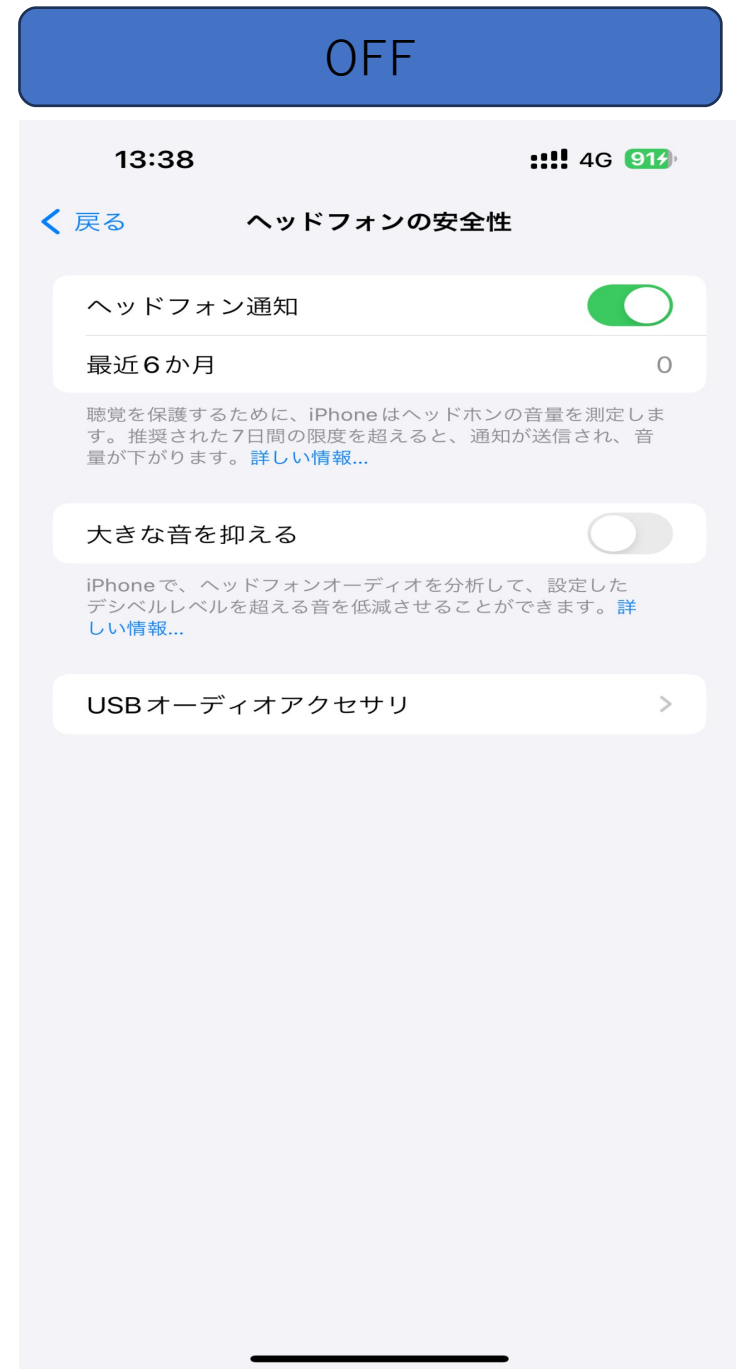 OFF
13:38
4G 91
戻る
ヘッドフォンの安全性
ヘッドフォン通知
最近6か月
0
聴覚を保護するために、iPhoneはヘッドホンの音量を測定しま
す。推奨された7日間の限度を超えると、通知が送信され、音
量が下がります。詳しい情報...
大きな音を抑える
iPhoneで、ヘッドフォンオーディオを分析して、設定した
デシベルレベルを超える音を低減させることができます。詳
しい情報...
USBオーディオアクセサリ